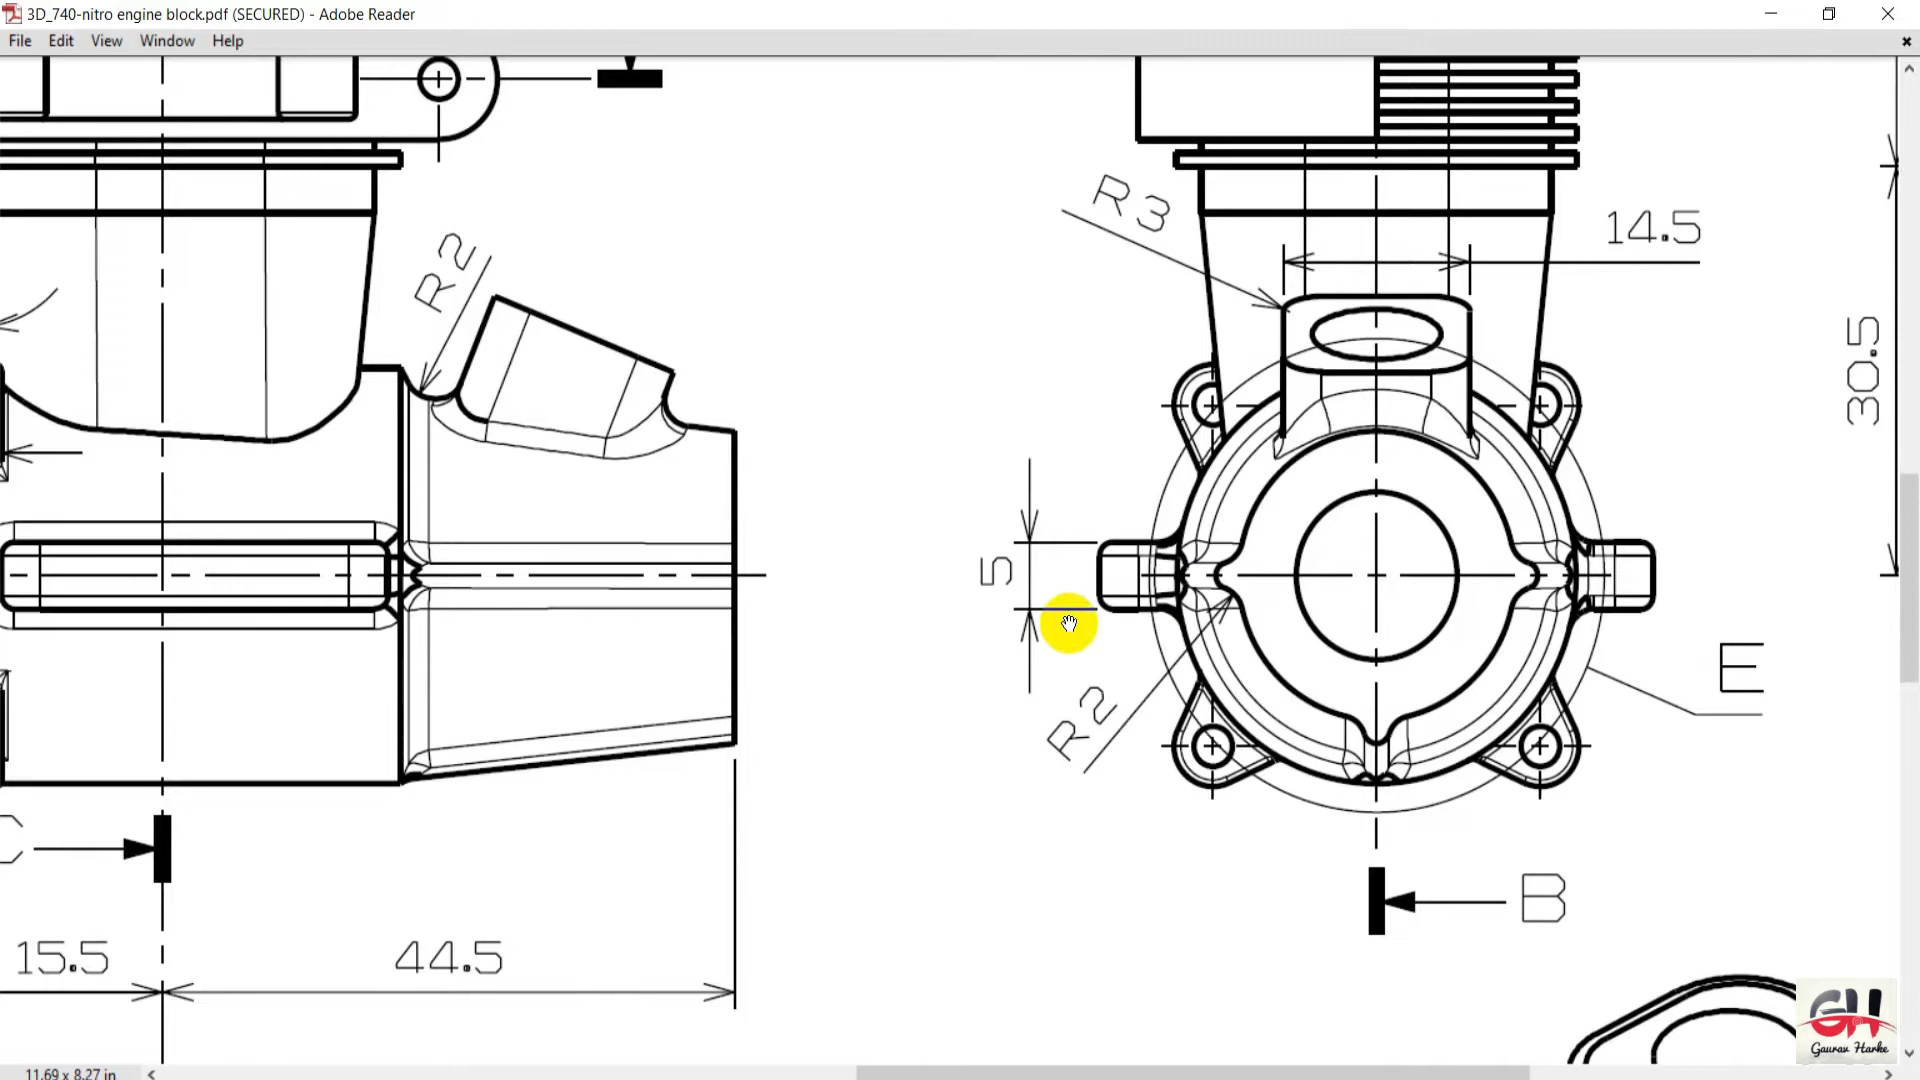 3D_740-nitro engine block.pdf (SECURED) - Adobe Reader
File Edit View Window Help
R3
14.5
R2
30.5
5
E
R2
C
B
15.5
44.5
GH
Gaurav Harke
11.69 x 8.27 in